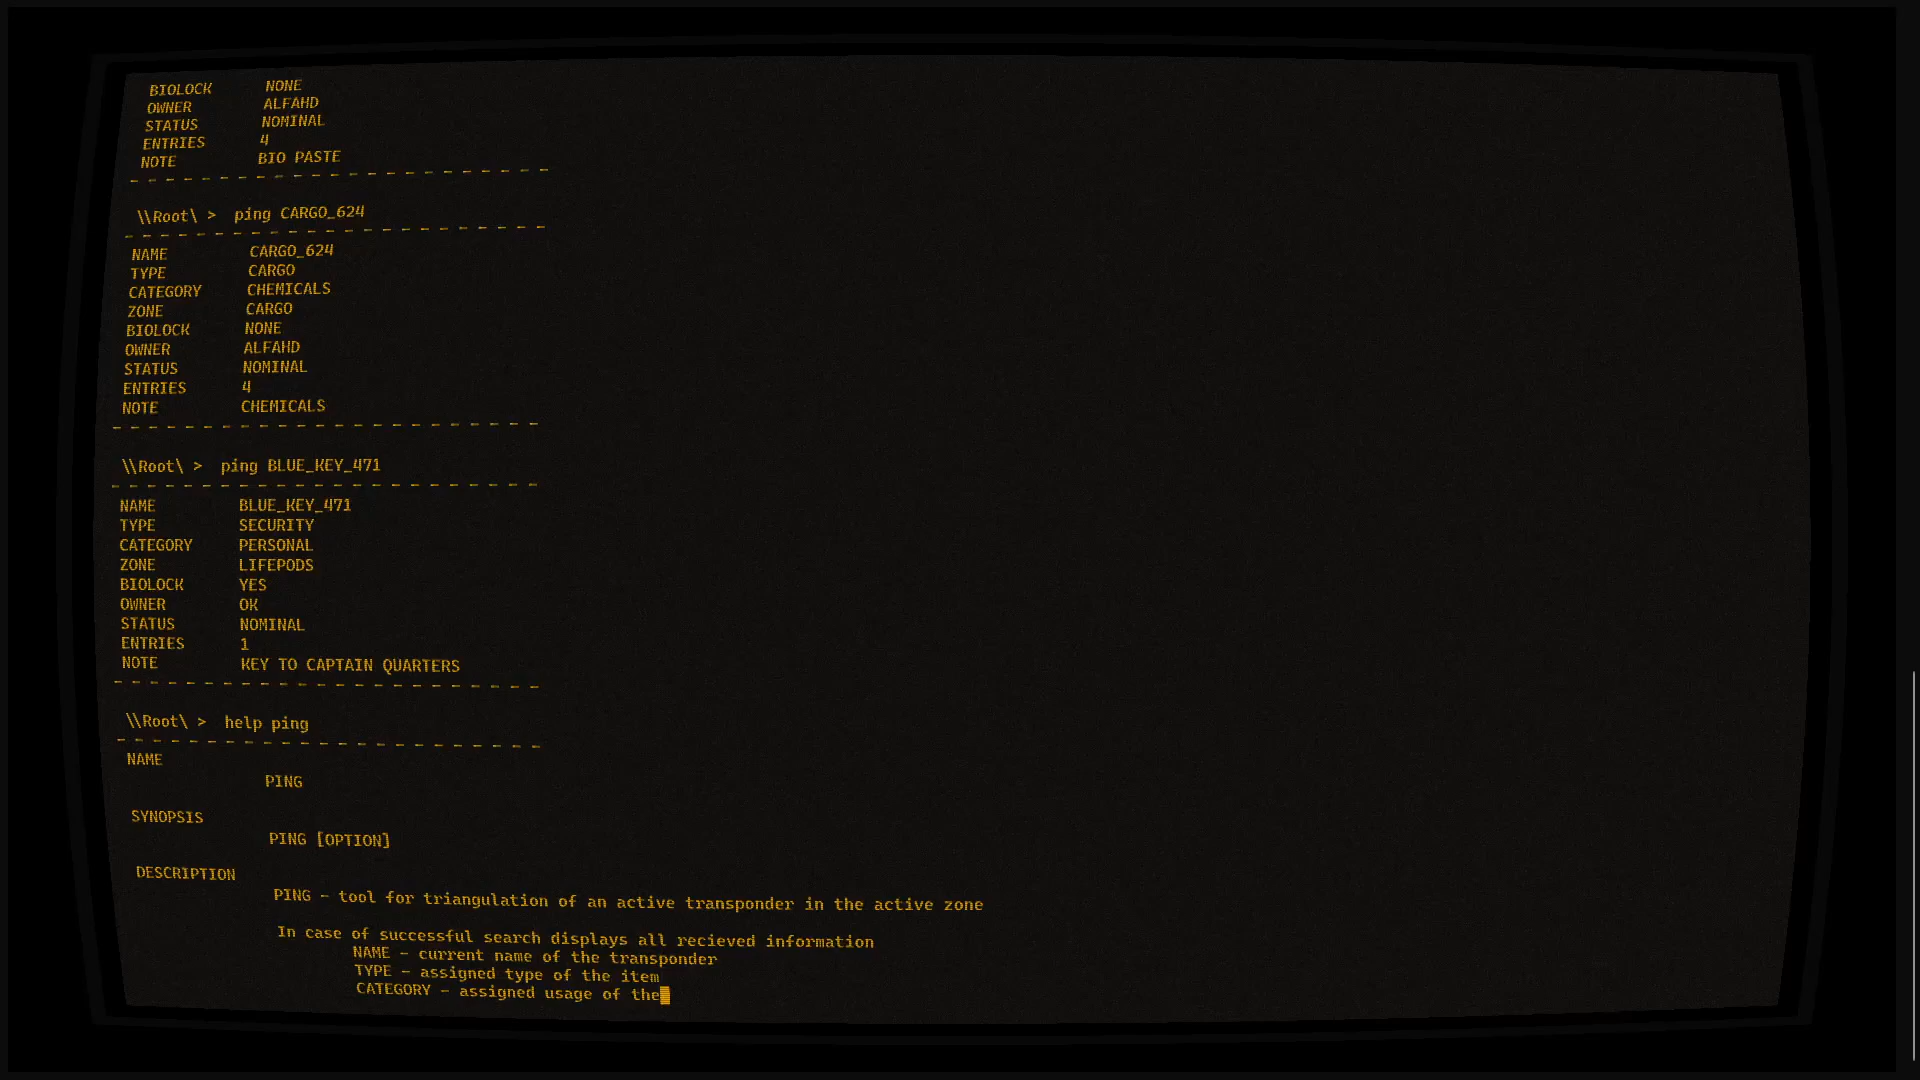 BIOLOCK NONE
OWNER ALFAHD
STATUS NOMINAL
ENTRIES 4
NOTE BIO PASTE
- - - - - - - - - - - - - - - - - - - - - - - -
\\Root\ > ping CARGO_624
- - - - - - - - - - - - - - - - - - - - - - - -
NAME CARGO_624
TYPE CARGO
CATEGORY CHEMICALS
ZONE CARGO
BIOLOCK NONE
OWNER ALFAHD
STATUS NOMINAL
ENTRIES 4
NOTE CHEMICALS
- - - - - - - - - - - - - - - - - - - - - - - -
\\Root\ > ping BLUE_KEY_471
- - - - - - - - - - - - - - - - - - - - - - - -
NAME BLUE_KEY_471
TYPE SECURITY
CATEGORY PERSONAL
ZONE LIFEPODS
BIOLOCK YES
OWNER OK
STATUS NOMINAL
ENTRIES 1
NOTE KEY TO CAPTAIN QUARTERS
- - - - - - - - - - - - - - - - - - - - - - - -
\\Root\ > help ping
- - - - - - - - - - - - - - - - - - - - - - - -
NAME
PING
SYNOPSIS
PING [OPTION]
DESCRIPTION
PING - tool for triangulation of an active transponder in the active zone
In case of successful search displays all recieved information
NAME - current name of the transponder
TYPE - assigned type of the item
CATEGORY - assigned usage of the